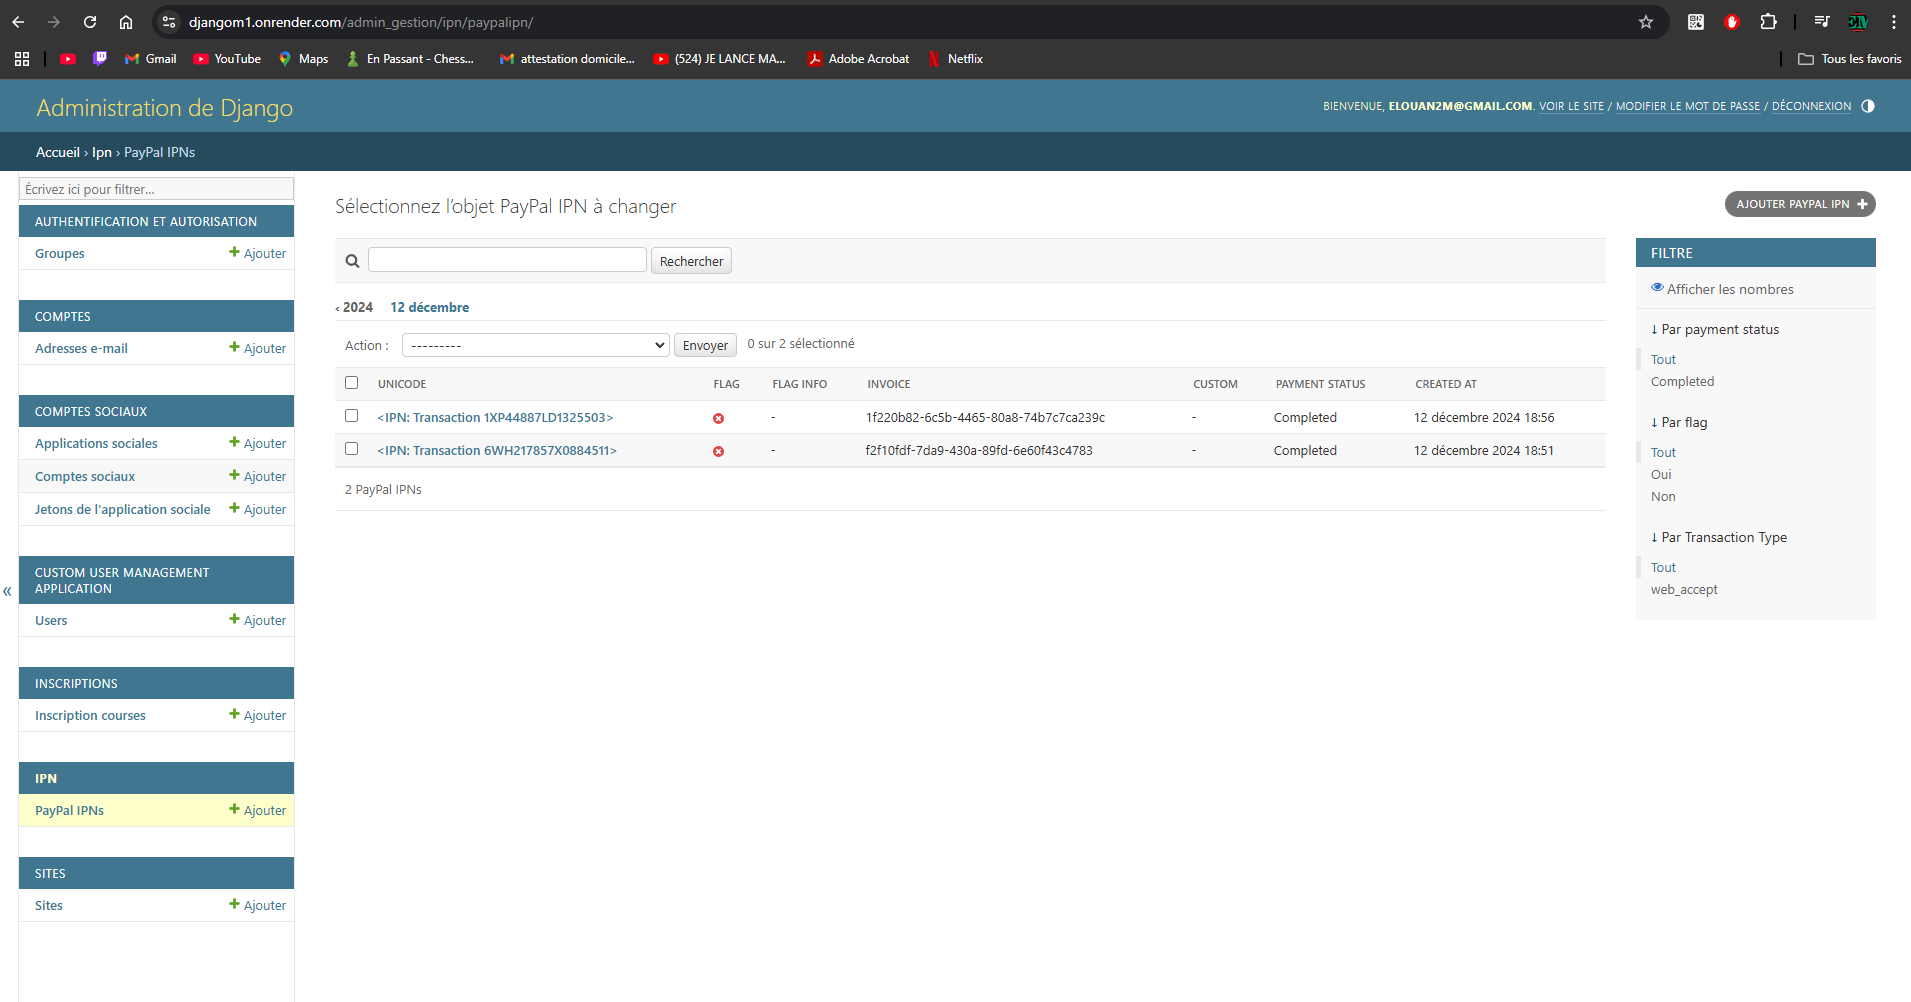 djangom1.onrender.com/admin_gestion/ipn/paypalipn/
Gmail YouTube Maps En Passant - Chess... attestation domicile... (524) JE LANCE MA... Adobe Acrobat Netflix Tous les favoris
Administration de Django
BIENVENUE, ELOUAN2M@GMAIL.COM. VOIR LE SITE / MODIFIER LE MOT DE PASSE / DÉCONNEXION
Accueil › Ipn › PayPal IPNs
Écrivez ici pour filtrer...
AUTHENTIFICATION ET AUTORISATION
Groupes Ajouter
COMPTES
Adresses e-mail Ajouter
COMPTES SOCIAUX
Applications sociales Ajouter
Comptes sociaux Ajouter
Jetons de l'application sociale Ajouter
CUSTOM USER MANAGEMENT
APPLICATION
Users Ajouter
INSCRIPTIONS
Inscription courses Ajouter
IPN
PayPal IPNs Ajouter
SITES
Sites Ajouter
«
Sélectionnez l’objet PayPal IPN à changer
AJOUTER PAYPAL IPN
Rechercher
‹ 2024 12 décembre
Action : --------- Envoyer 0 sur 2 sélectionné
UNICODE FLAG FLAG INFO INVOICE CUSTOM PAYMENT STATUS CREATED AT
<IPN: Transaction 1XP44887LD1325503> - 1f220b82-6c5b-4465-80a8-74b7c7ca239c - Completed 12 décembre 2024 18:56
<IPN: Transaction 6WH217857X0884511> - f2f10fdf-7da9-430a-89fd-6e60f43c4783 - Completed 12 décembre 2024 18:51
2 PayPal IPNs
FILTRE
Afficher les nombres
↓ Par payment status
Tout
Completed
↓ Par flag
Tout
Oui
Non
↓ Par Transaction Type
Tout
web_accept